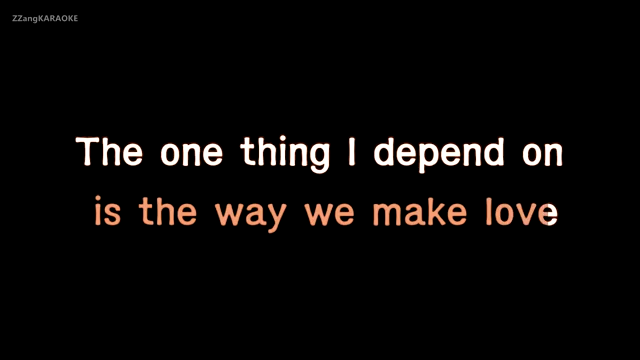 ZZangKARAOKE
The one thing I depend on
is the way we make love